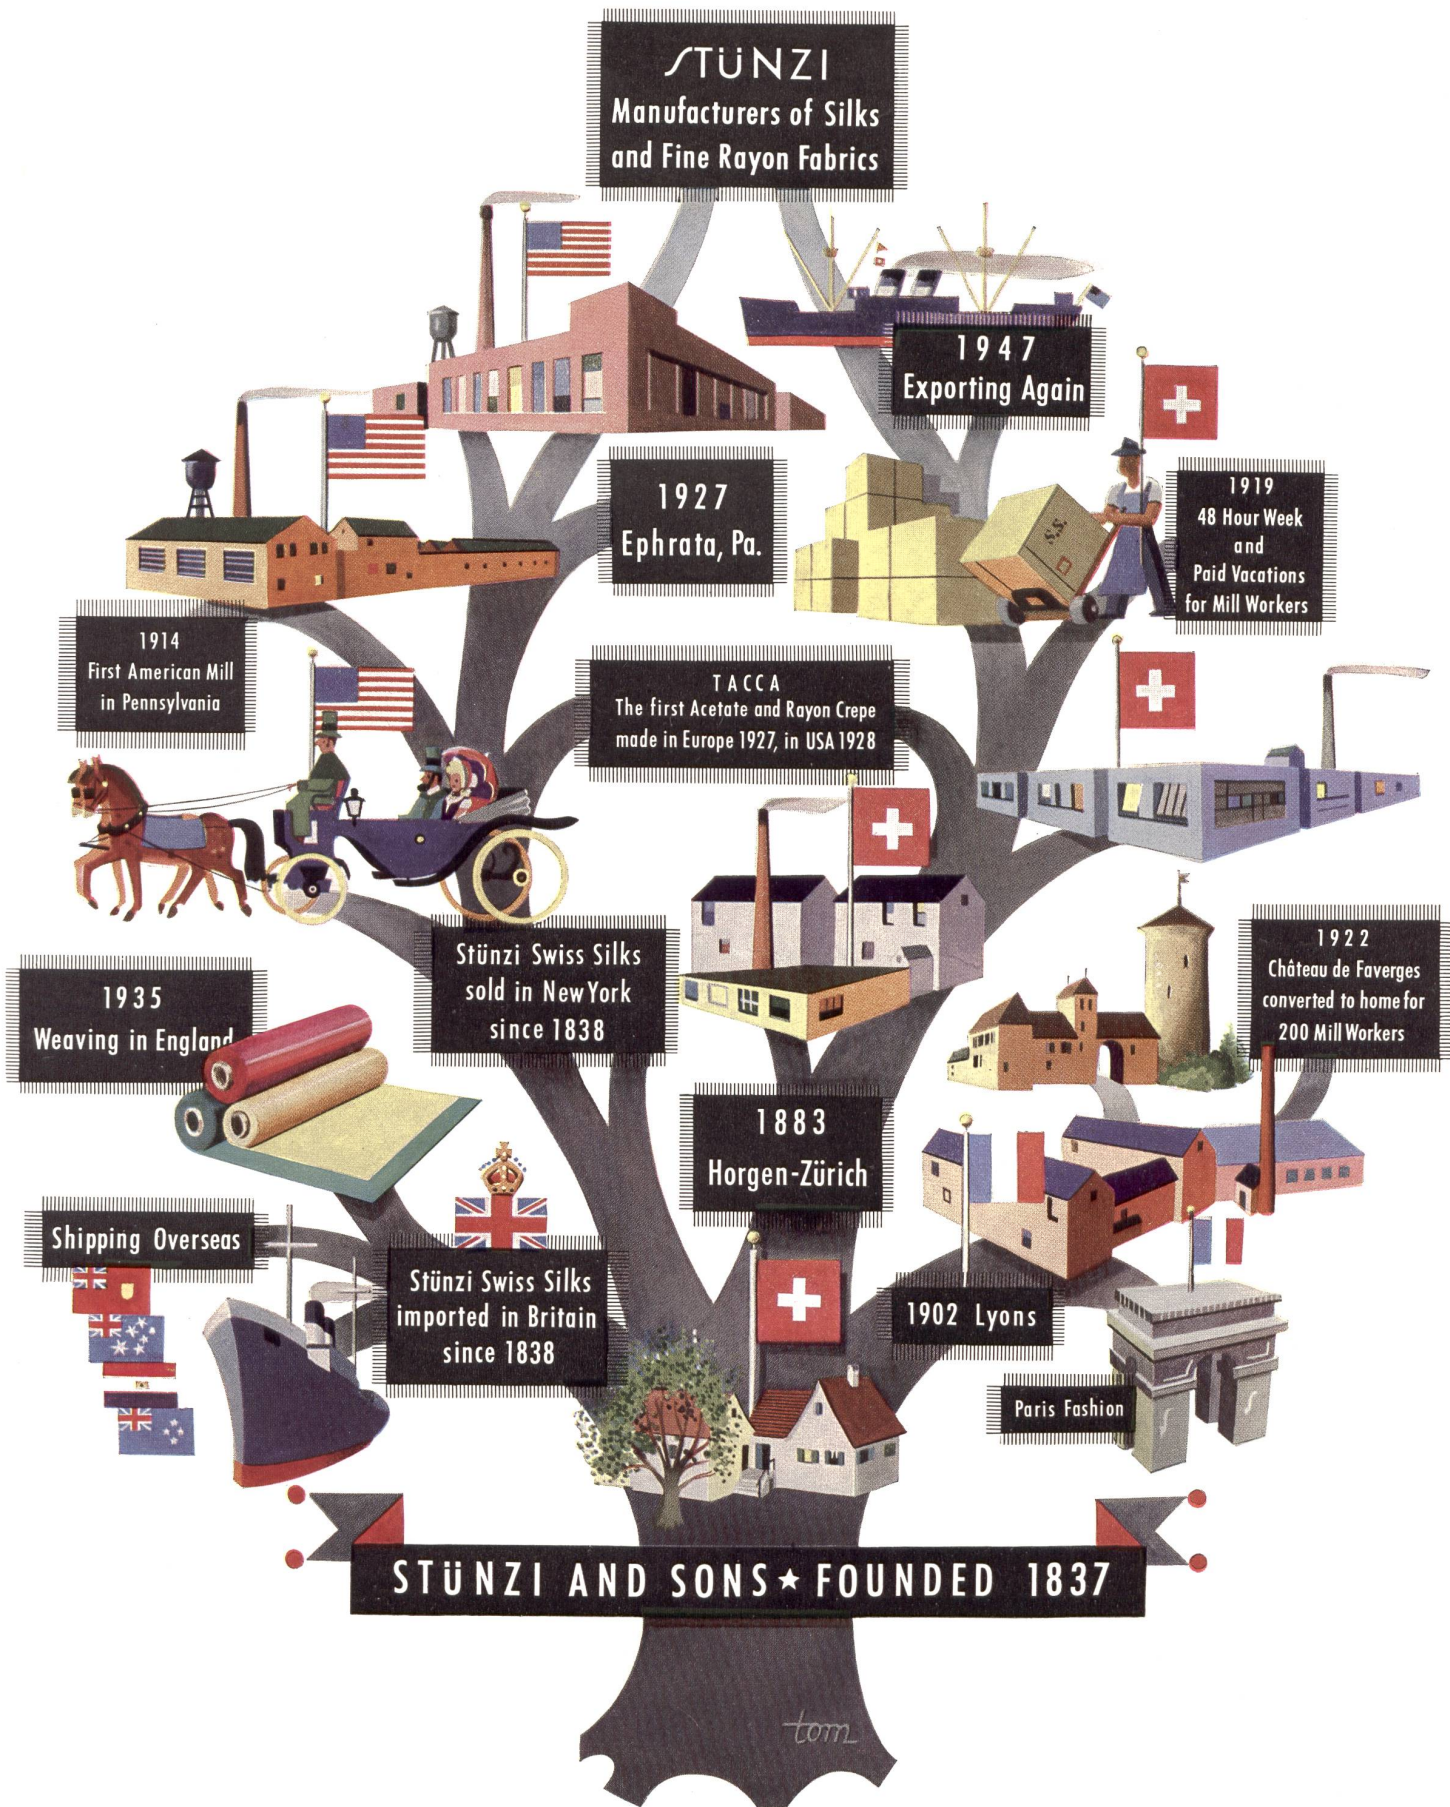 STÜNZI
Manufacturers of Silks
and Fine Rayon Fabrics
1947
Exporting Again
1927
Ephrata, Pa.
S.S.
1919
48 Hour Week
and
Paid Vacations
for Mill Workers
1914
First American Mill
in Pennsylvania
TACCA
The first Acetate and Rayon Crepe
made in Europe 1927, in USA 1928
Stünzi Swiss Silks
sold in New York
since 1838
1922
Château de Faverges
converted to home for
200 Mill Workers
1935
Weaving in England
1883
Horgen-Zürich
Shipping Overseas
Stünzi Swiss Silks
imported in Britain
since 1838
1902 Lyons
Paris Fashion
STÜNZI AND SONS ★ FOUNDED 1837
tom